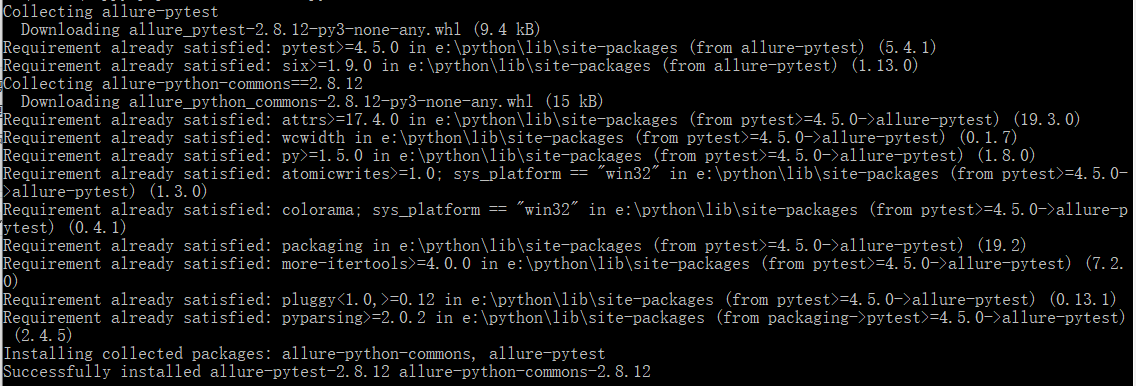 Collecting allure-pytest
  Downloading allure_pytest-2.8.12-py3-none-any.whl (9.4 kB)
Requirement already satisfied: pytest>=4.5.0 in e:\python\lib\site-packages (from allure-pytest) (5.4.1)
Requirement already satisfied: six>=1.9.0 in e:\python\lib\site-packages (from allure-pytest) (1.13.0)
Collecting allure-python-commons==2.8.12
  Downloading allure_python_commons-2.8.12-py3-none-any.whl (15 kB)
Requirement already satisfied: attrs>=17.4.0 in e:\python\lib\site-packages (from pytest>=4.5.0->allure-pytest) (19.3.0)
Requirement already satisfied: wcwidth in e:\python\lib\site-packages (from pytest>=4.5.0->allure-pytest) (0.1.7)
Requirement already satisfied: py>=1.5.0 in e:\python\lib\site-packages (from pytest>=4.5.0->allure-pytest) (1.8.0)
Requirement already satisfied: atomicwrites>=1.0; sys_platform == "win32" in e:\python\lib\site-packages (from pytest>=4.5.0-
>allure-pytest) (1.3.0)
Requirement already satisfied: colorama; sys_platform == "win32" in e:\python\lib\site-packages (from pytest>=4.5.0->allure-p
ytest) (0.4.1)
Requirement already satisfied: packaging in e:\python\lib\site-packages (from pytest>=4.5.0->allure-pytest) (19.2)
Requirement already satisfied: more-itertools>=4.0.0 in e:\python\lib\site-packages (from pytest>=4.5.0->allure-pytest) (7.2.
0)
Requirement already satisfied: pluggy<1.0,>=0.12 in e:\python\lib\site-packages (from pytest>=4.5.0->allure-pytest) (0.13.1)
Requirement already satisfied: pyparsing>=2.0.2 in e:\python\lib\site-packages (from packaging->pytest>=4.5.0->allure-pytest)
 (2.4.5)
Installing collected packages: allure-python-commons, allure-pytest
Successfully installed allure-pytest-2.8.12 allure-python-commons-2.8.12